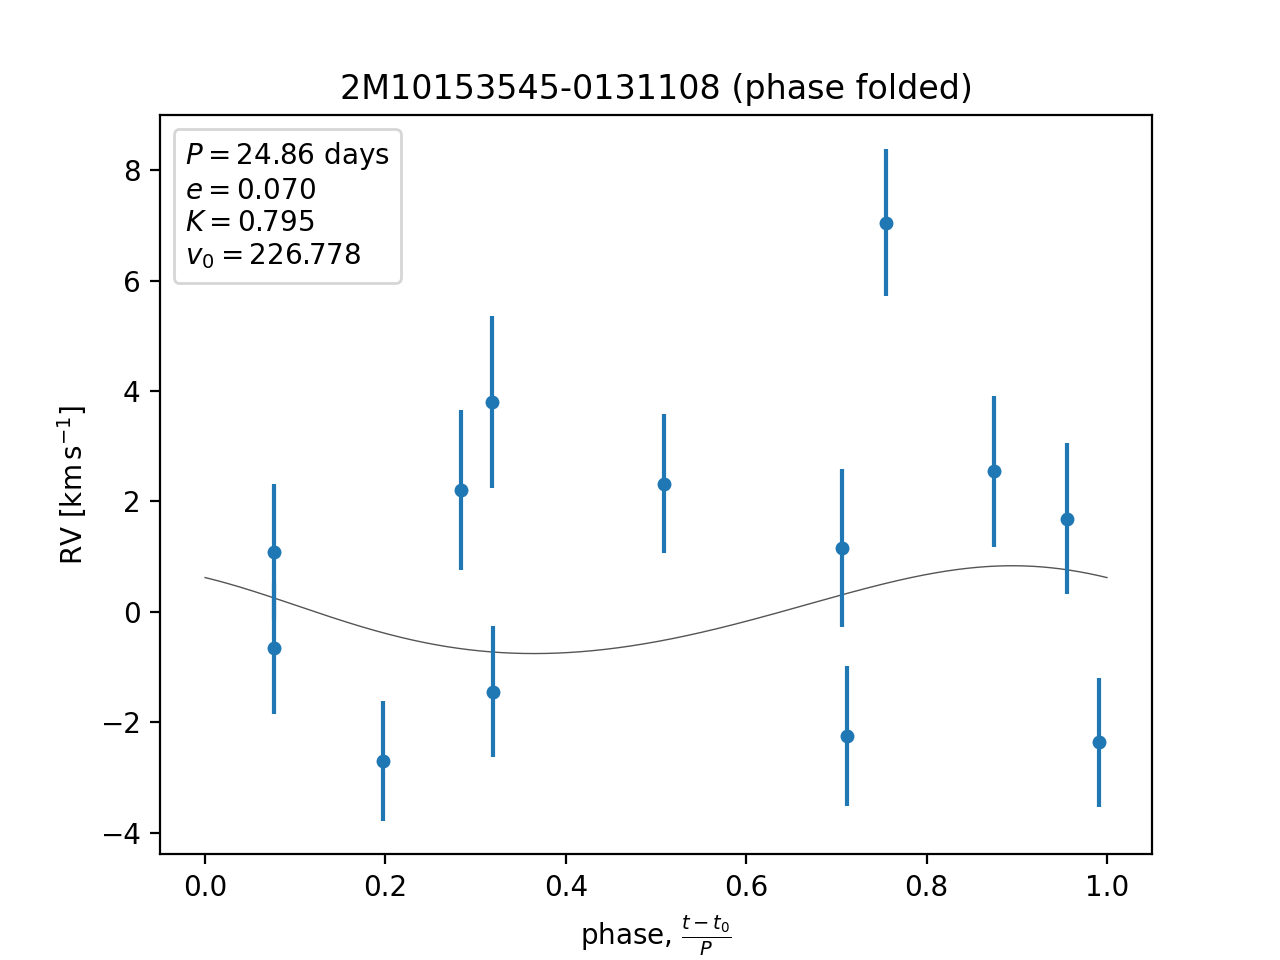 2M10153545-0131108 (phase folded)
P = 24.86 days
e = 0.070
K = 0.795
v₀ = 226.778
8
6
4
2
0
−2
−4
RV [km s⁻¹]
0.0 0.2 0.4 0.6 0.8 1.0
phase, (t − t₀)/P